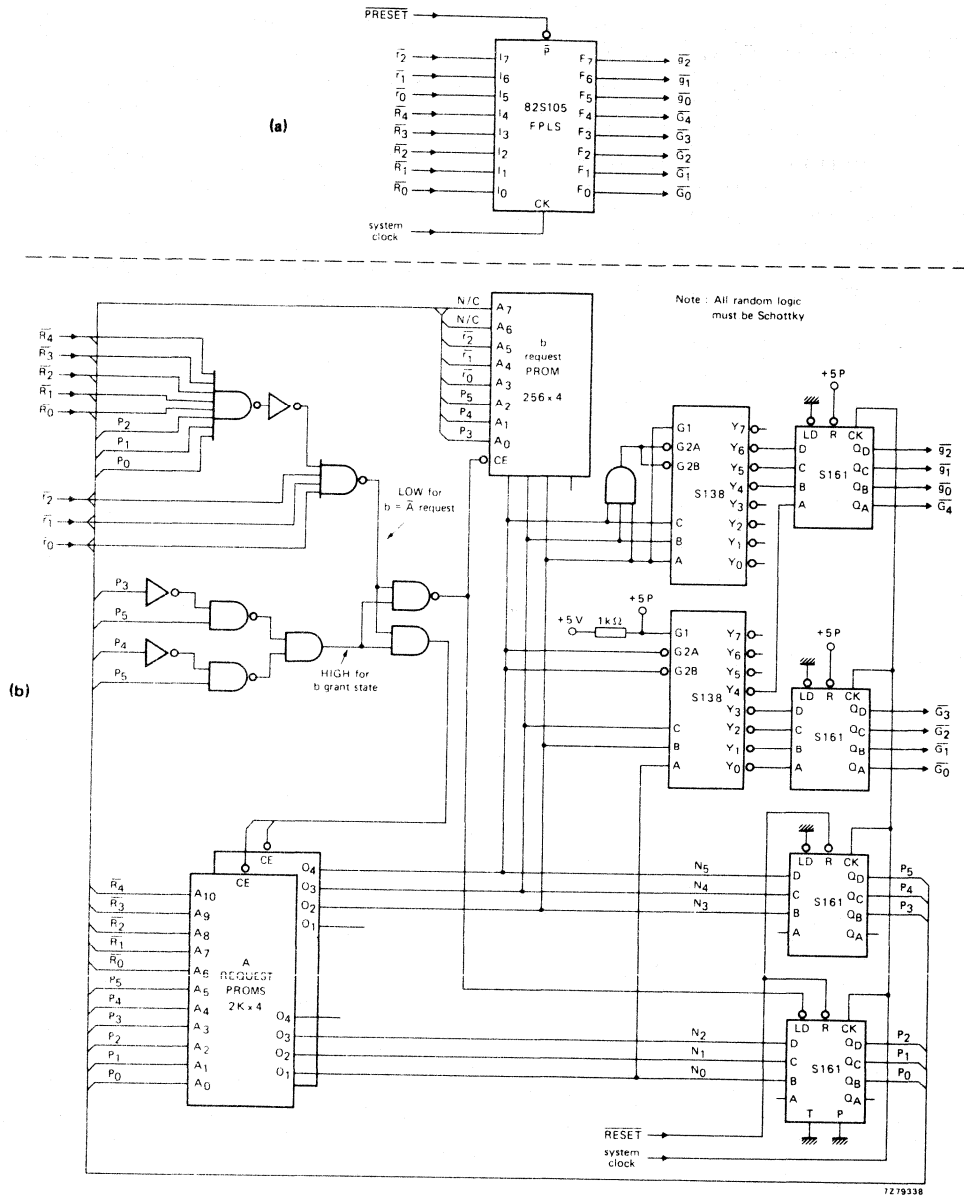 PRESET
r2 I7 P F7 g2
r1 I6 F6 g1
r0 I5 F5 g0
R4 I4 82S105 F4 G4
(a) R3 I3 FPLS F3 G3
R2 I2 F2 G2
R1 I1 F1 G1
R0 I0 F0 G0
CK
system
clock
Note : All random logic
must be Schottky
N/C A7
N/C A6
r2 A5
r1 A4
r0 A3
P5 A2
P4 A1
P3 A0
CE
b
request
PROM
256 x 4
R4
R3
R2
R1
R0
P2
P1
P0
r2
r1
r0
LOW for
b = A request
P3
P5
P4
P5
HIGH for
b grant state
(b)
G1 Y7
G2A Y6
G2B Y5
S138 Y4
Y3
C Y2
B Y1
A Y0
+5P
LD R CK
D QD g2
C S161 QC g1
B QB g0
A QA G4
+5V 1kΩ +5P
G1 Y7
G2A Y6
G2B Y5
S138 Y4
Y3
C Y2
B Y1
A Y0
+5P
LD R CK
D QD G3
C S161 QC G2
B QB G1
A QA G0
CE
CE
R4 A10
R3 A9
R2 A8
R1 A7
R0 A6
P5 A5
P4 A4
P3 A3
P2 A2
P1 A1
P0 A0
A
REQUEST
PROMS
2K x 4
O4
O3
O2
O1
O4
O3
O2
O1
N5
N4
N3
LD R CK
D QD P5
C S161 QC P4
B QB P3
A QA
N2
N1
N0
LD R CK
D QD P2
C S161 QC P1
B QB P0
A QA
T P
RESET
system
clock
7Z79338